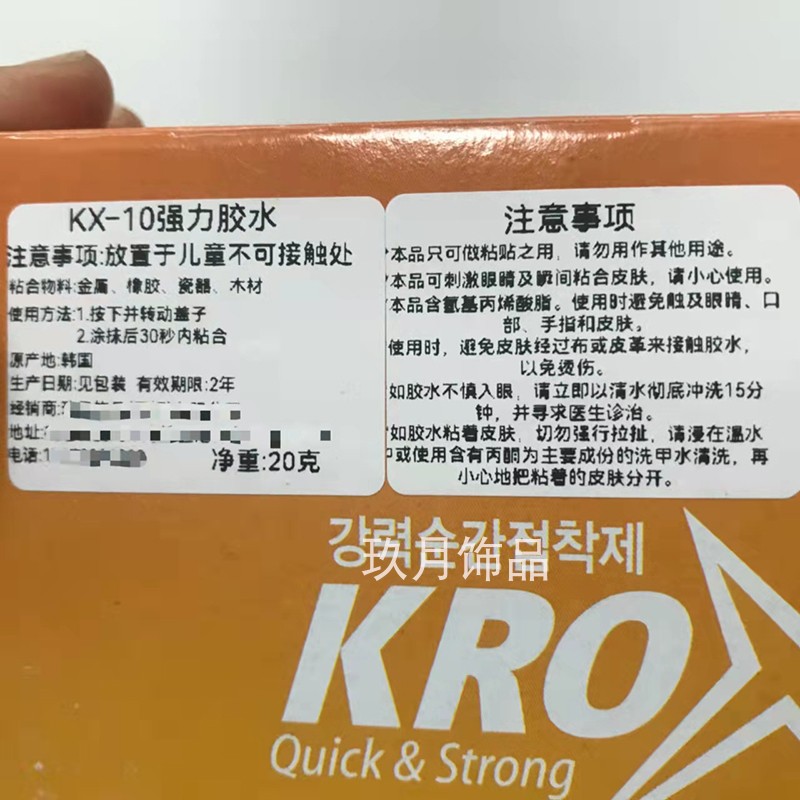 KX-10强力胶水
注意事项:放置于儿童不可接触处
粘合物料:金属、橡胶、瓷器、木材
使用方法:1.按下并转动盖子
2.涂抹后30秒内粘合
原产地:韩国
生产日期:见包装 有效期限:2年
经销商:
地址:
电话:1
净重:20克
注意事项
本品只可做粘贴之用，请勿用作其他用途。
本品可刺激眼睛及瞬间粘合皮肤，请小心使用。
本品含氰基丙烯酸脂。使用时避免触及眼睛、口
部、手指和皮肤。
使用时，避免皮肤经过布或皮革来接触胶水，
以免烫伤。
如胶水不慎入眼，请立即以清水彻底冲洗15分
钟，并寻求医生诊治。
如胶水粘着皮肤，切勿强行拉扯，请浸在温水
中或使用含有丙酮为主要成份的洗甲水清洗，再
小心地把粘着的皮肤分开。
강력순간접착제
玖月饰品
KRO
Quick & Strong